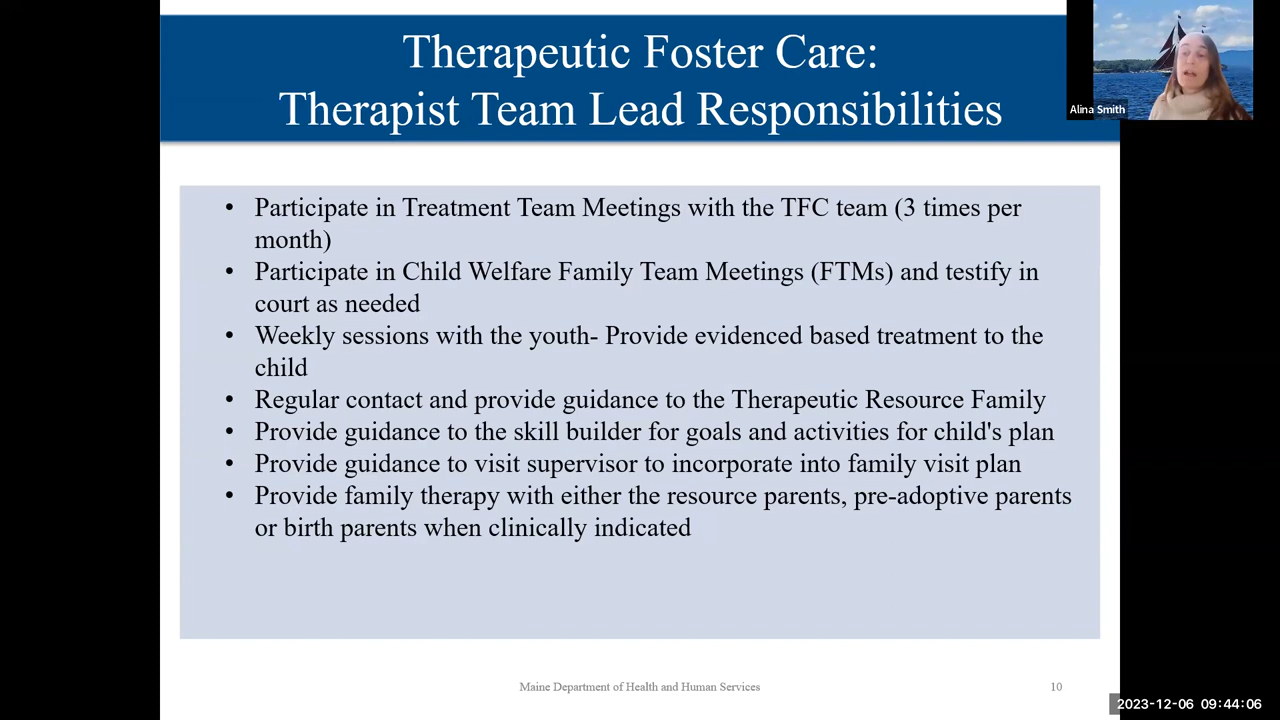 Therapeutic Foster Care:
Therapist Team Lead Responsibilities
Alina Smith
• Participate in Treatment Team Meetings with the TFC team (3 times per
month)
• Participate in Child Welfare Family Team Meetings (FTMs) and testify in
court as needed
• Weekly sessions with the youth- Provide evidenced based treatment to the
child
• Regular contact and provide guidance to the Therapeutic Resource Family
• Provide guidance to the skill builder for goals and activities for child's plan
• Provide guidance to visit supervisor to incorporate into family visit plan
• Provide family therapy with either the resource parents, pre-adoptive parents
or birth parents when clinically indicated
Maine Department of Health and Human Services
10
2023-12-06 09:44:06